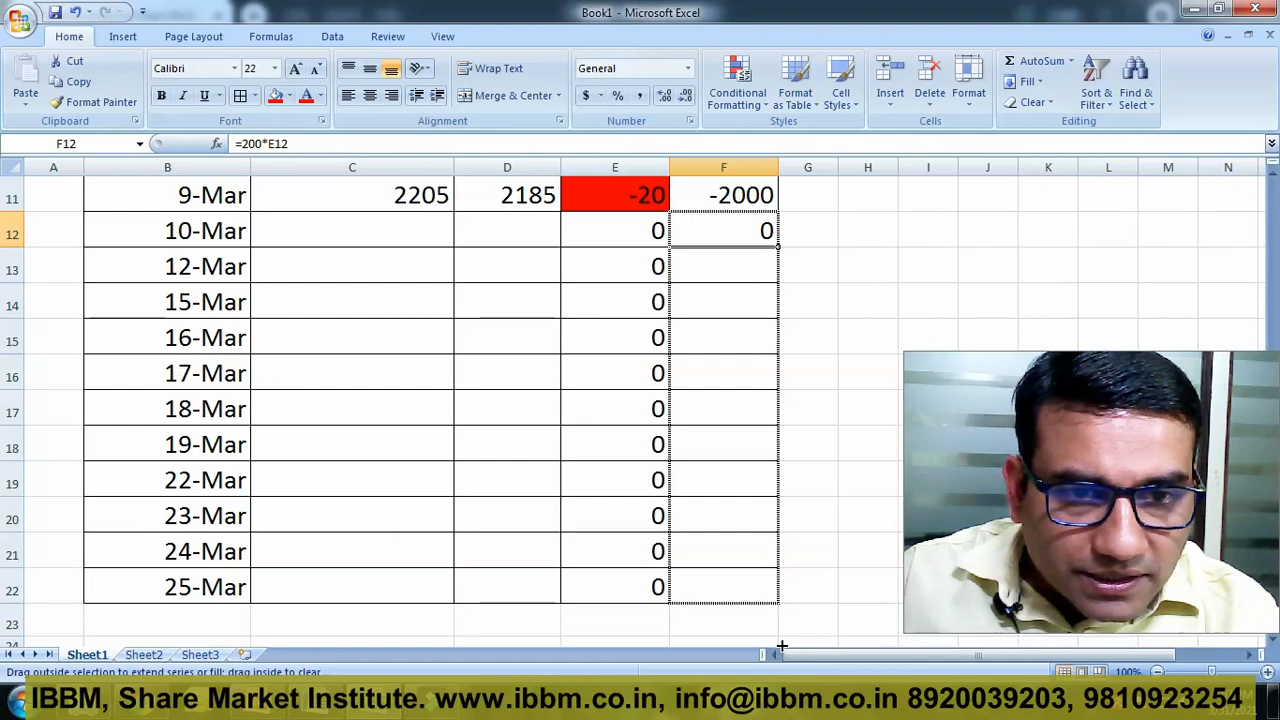 Book1 - Microsoft Excel
Home Insert Page Layout Formulas Data Review View
Cut
Copy
Format Painter
Paste
Clipboard
Calibri 22
B I U
Font
Wrap Text
Merge & Center
Alignment
General
$ % ,
Number
Conditional Formatting
Format as Table
Cell Styles
Styles
Insert Delete Format
Cells
AutoSum
Fill
Clear
Sort & Filter
Find & Select
Editing
F12 fx =200*E12
A B C D E F G H I J K L M N
11 9-Mar 2205 2185 -20 -2000
12 10-Mar 0 0
13 12-Mar 0
14 15-Mar 0
15 16-Mar 0
16 17-Mar 0
17 18-Mar 0
18 19-Mar 0
19 22-Mar 0
20 23-Mar 0
21 24-Mar 0
22 25-Mar 0
23
24
Sheet1 Sheet2 Sheet3
Drag outside selection to extend series or fill; drag inside to clear
100%
IBBM, Share Market Institute. www.ibbm.co.in, info@ibbm.co.in 8920039203, 9810923254